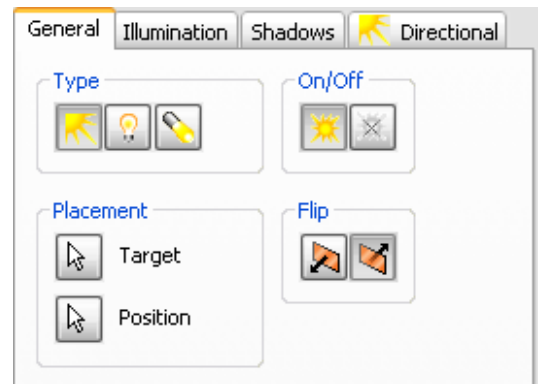 General Illumination Shadows Directional
Type On/Off
Placement Flip
Target
Position